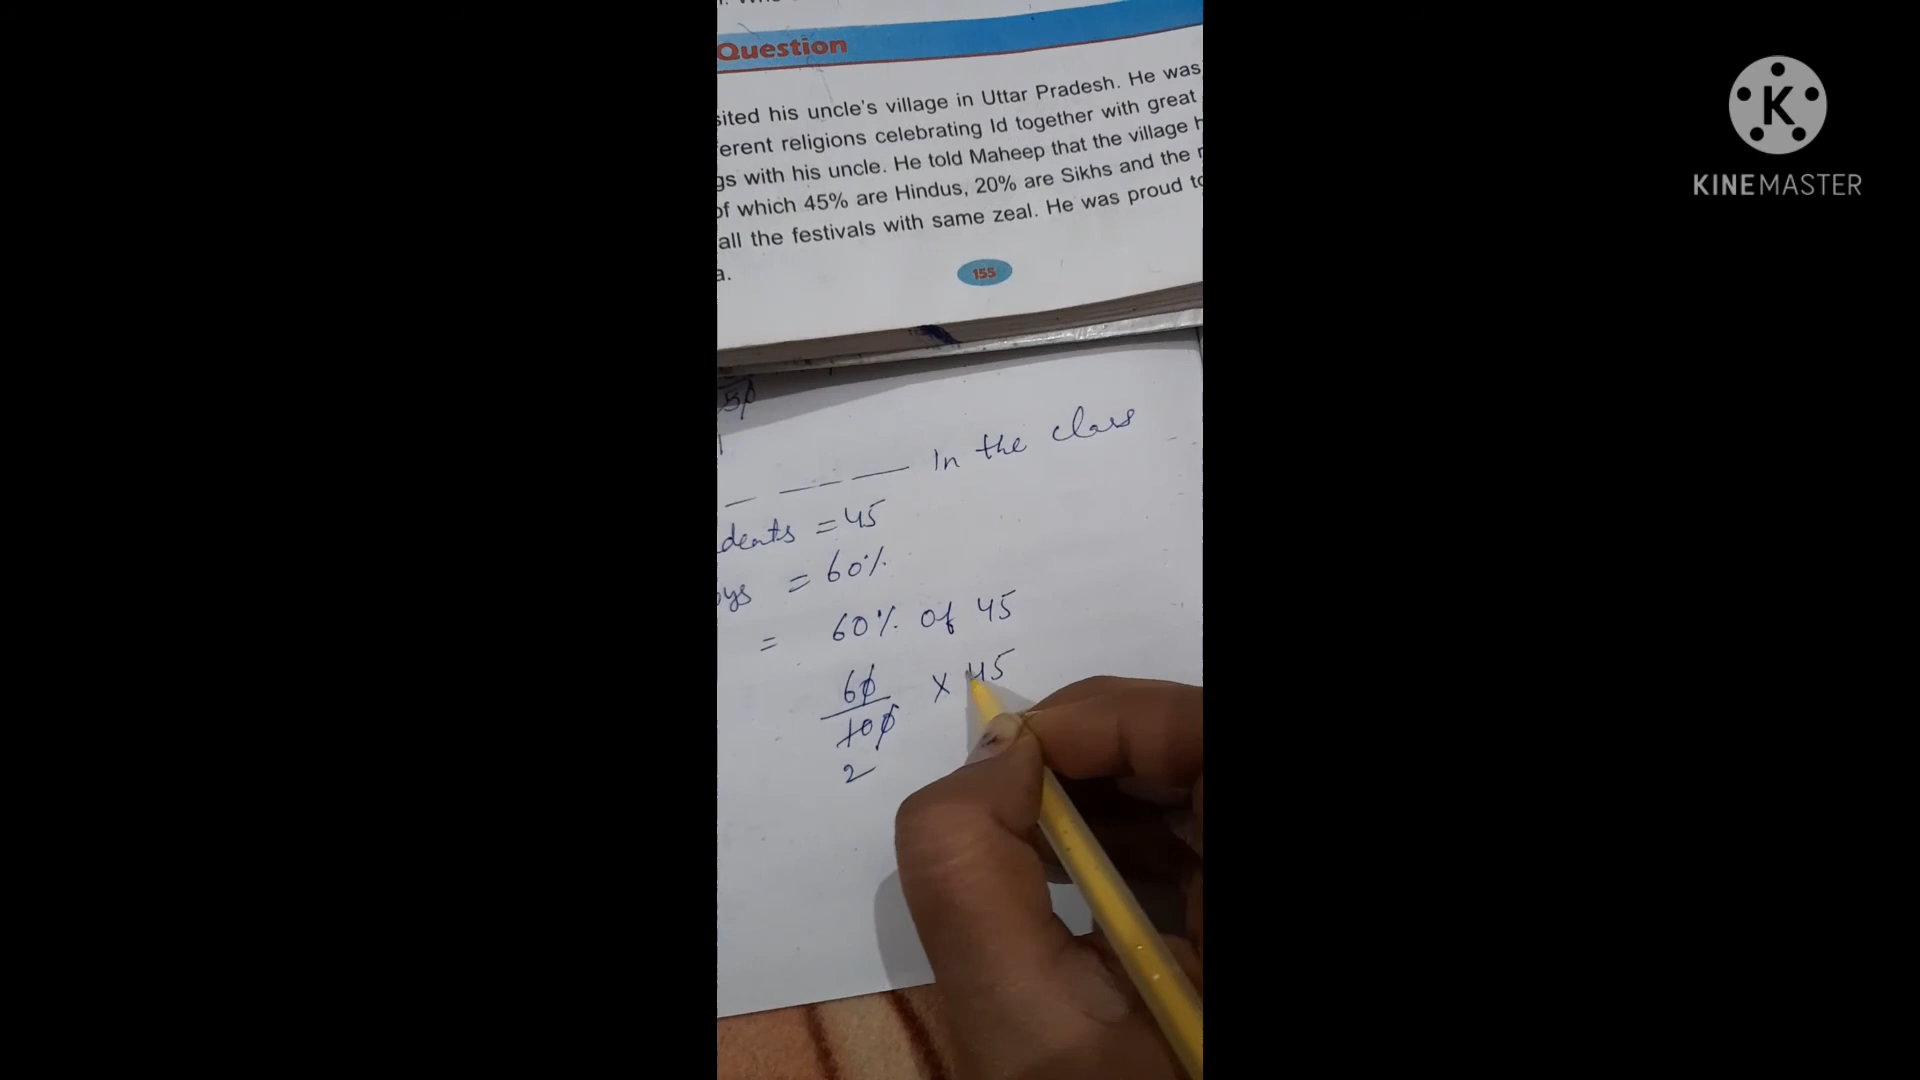 Question
sited his uncle's village in Uttar Pradesh. He was
ferent religions celebrating Id together with great
gs with his uncle. He told Maheep that the village h
of which 45% are Hindus, 20% are Sikhs and the r
all the festivals with same zeal. He was proud to
a.
155
In the class
dents = 45
oys = 60%
= 60% of 45
60 × 45
100
2
K
KINEMASTER